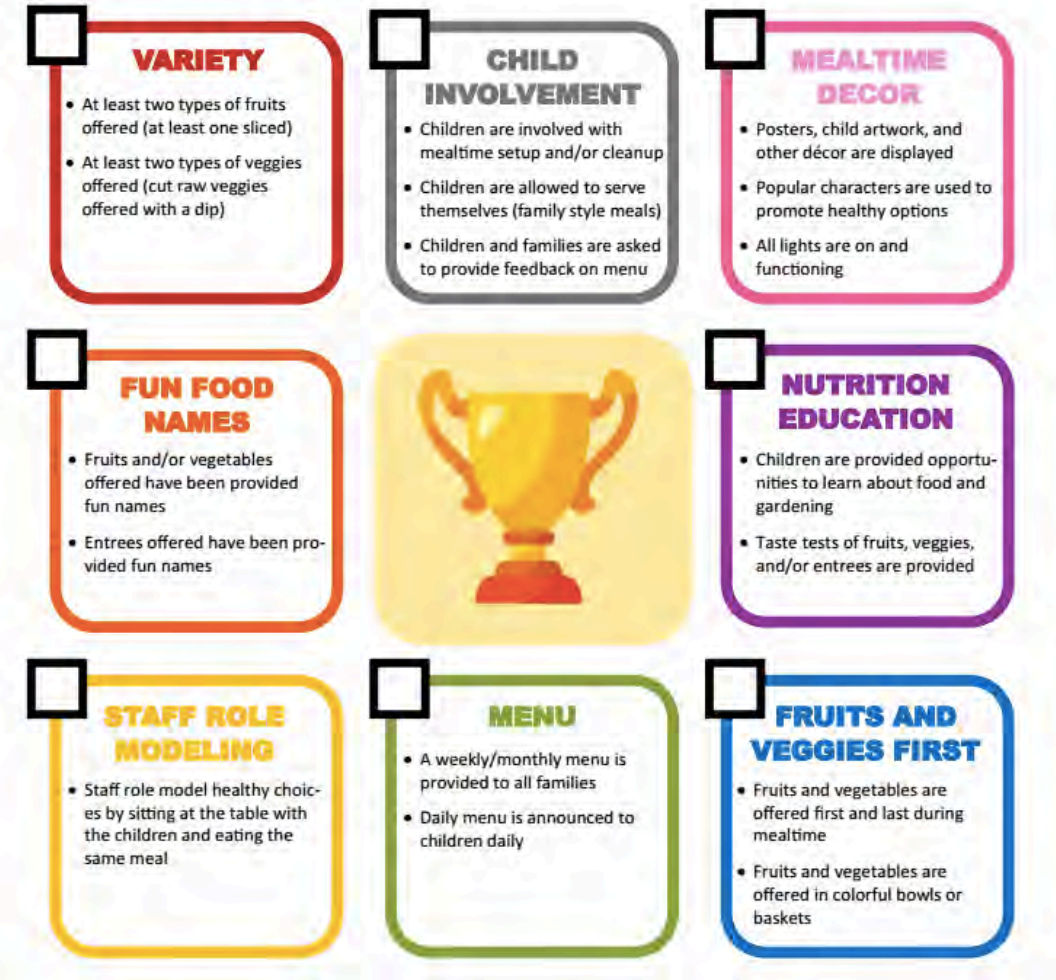 VARIETY
• At least two types of fruits
offered (at least one sliced)
• At least two types of veggies
offered (cut raw veggies
offered with a dip)
CHILD
INVOLVEMENT
• Children are involved with
mealtime setup and/or cleanup
• Children are allowed to serve
themselves (family style meals)
• Children and families are asked
to provide feedback on menu
MEALTIME
DECOR
• Posters, child artwork, and
other décor are displayed
• Popular characters are used to
promote healthy options
• All lights are on and
functioning
FUN FOOD
NAMES
• Fruits and/or vegetables
offered have been provided
fun names
• Entrees offered have been pro-
vided fun names
NUTRITION
EDUCATION
• Children are provided opportu-
nities to learn about food and
gardening
• Taste tests of fruits, veggies,
and/or entrees are provided
STAFF ROLE
MODELING
• Staff role model healthy choic-
es by sitting at the table with
the children and eating the
same meal
MENU
• A weekly/monthly menu is
provided to all families
• Daily menu is announced to
children daily
FRUITS AND
VEGGIES FIRST
• Fruits and vegetables are
offered first and last during
mealtime
• Fruits and vegetables are
offered in colorful bowls or
baskets